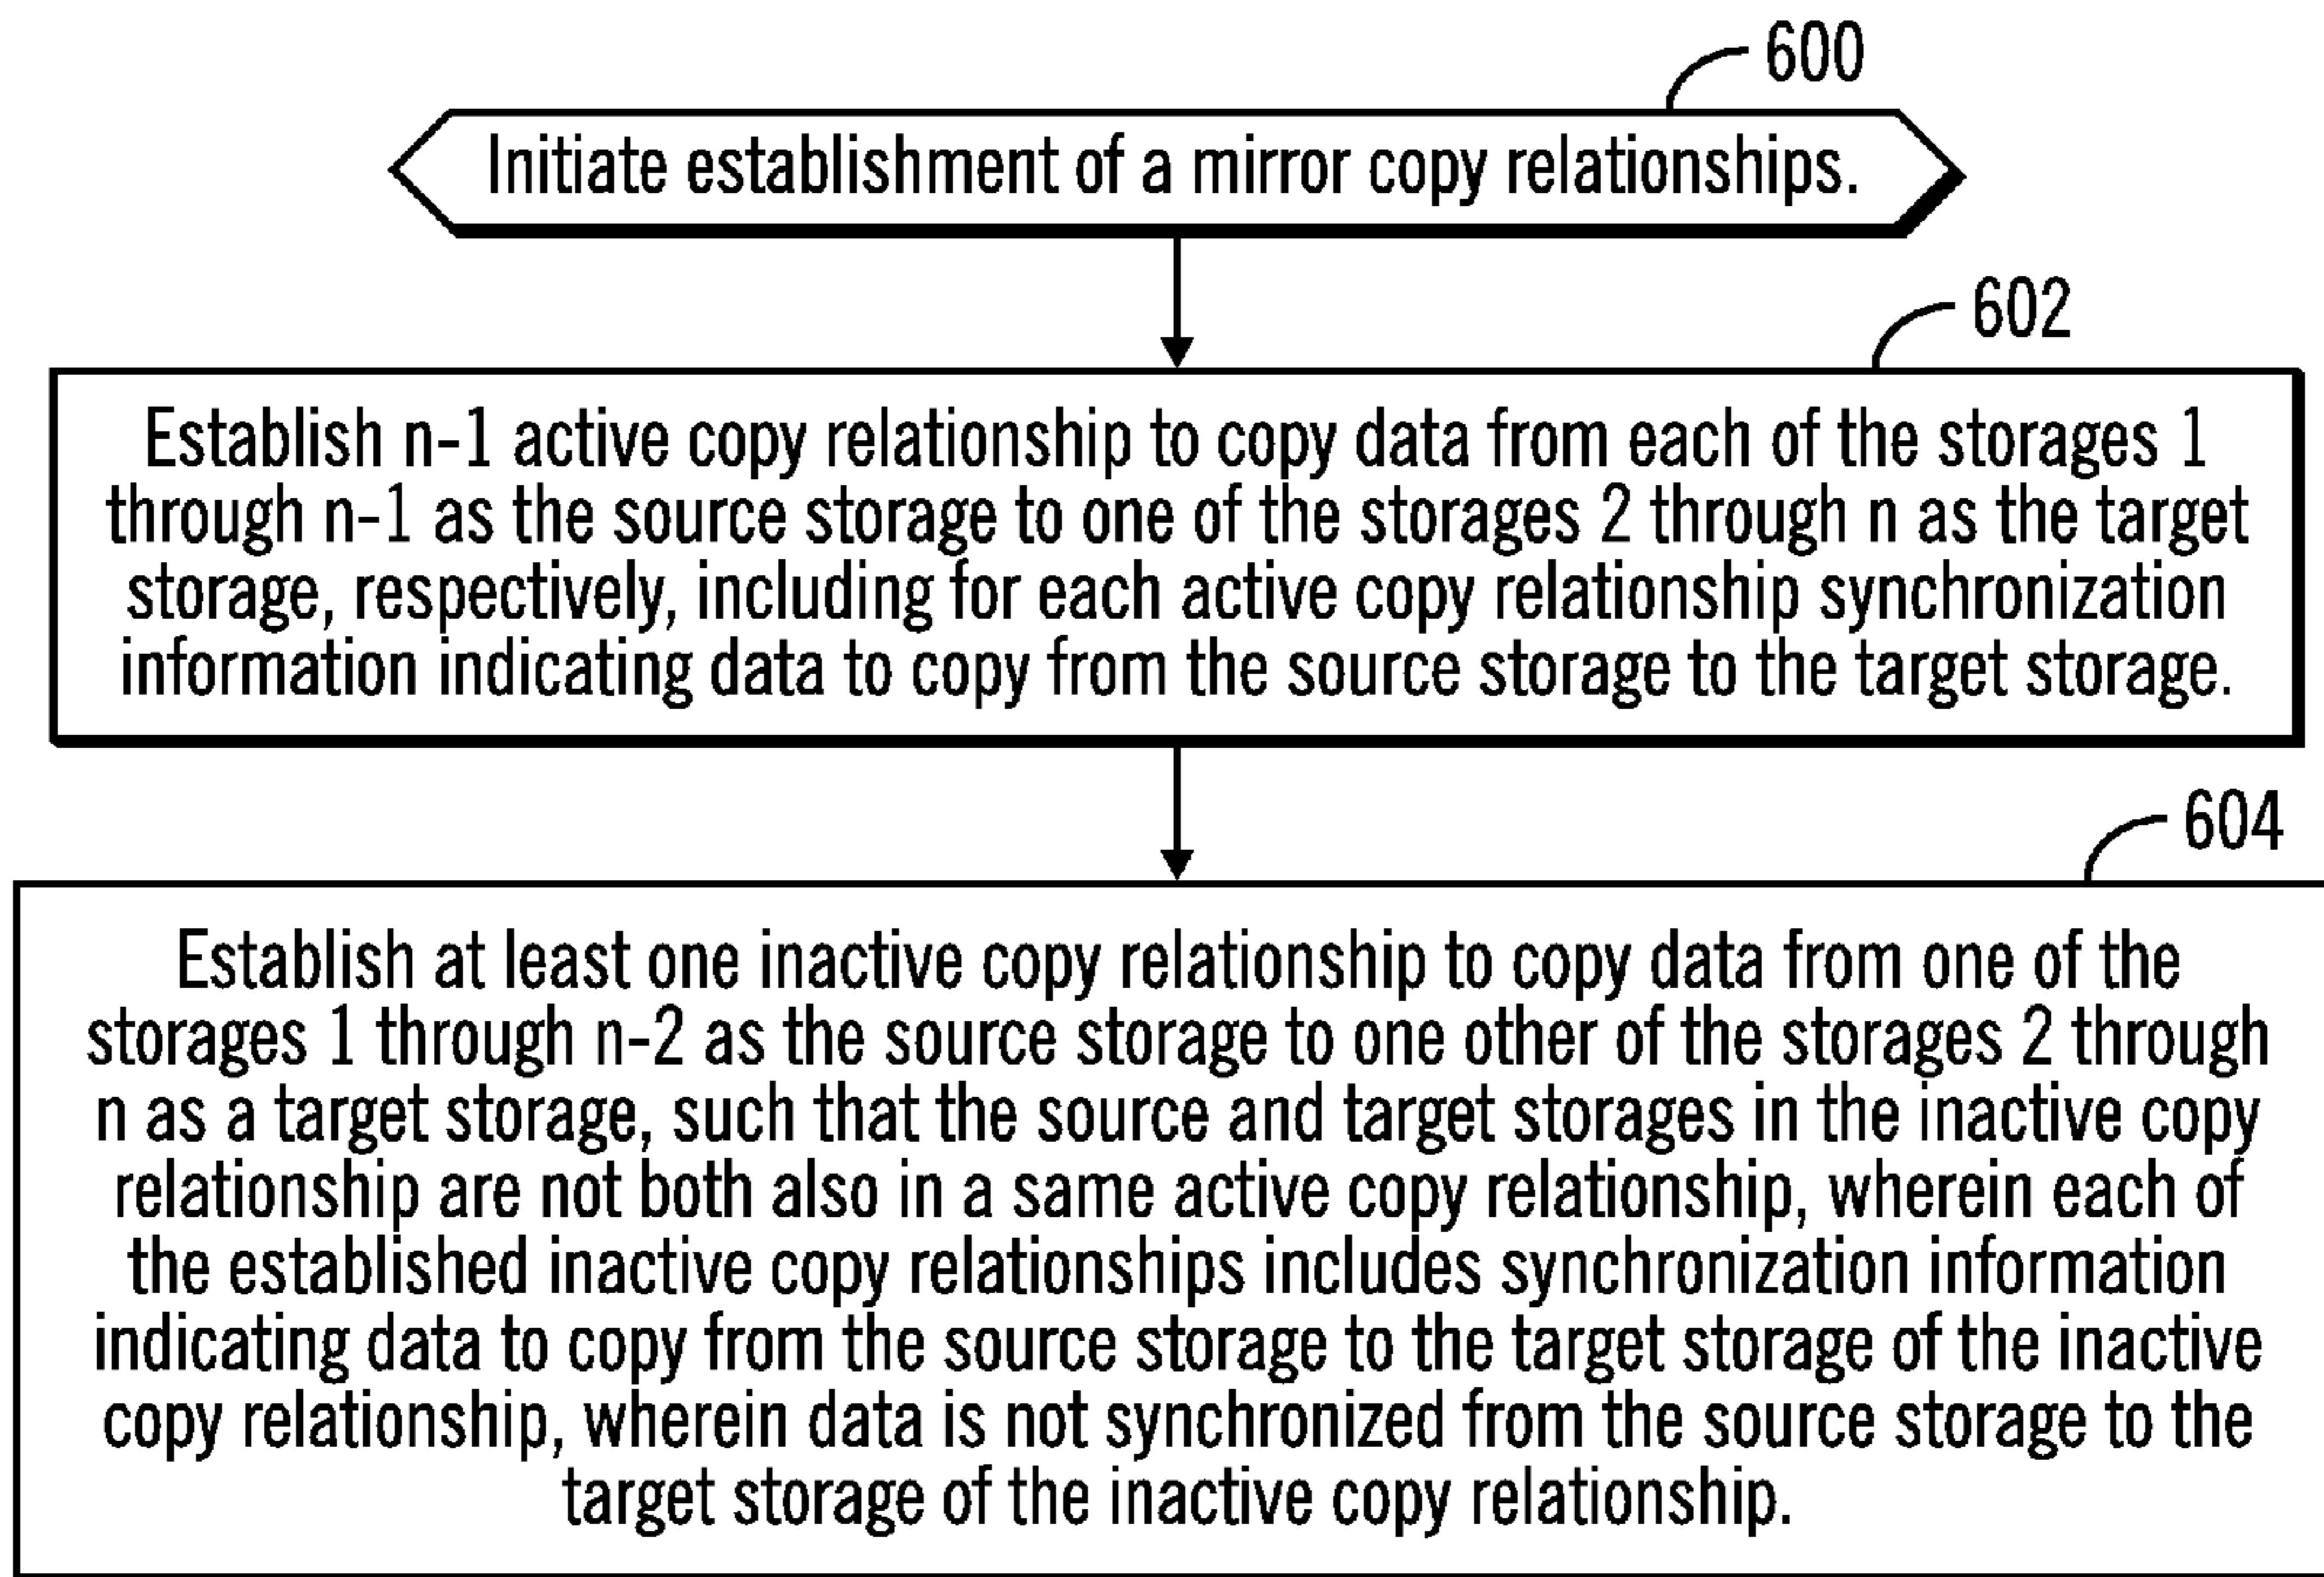 600
Initiate establishment of a mirror copy relationships.
602
Establish n-1 active copy relationship to copy data from each of the storages 1
through n-1 as the source storage to one of the storages 2 through n as the target
storage, respectively, including for each active copy relationship synchronization
information indicating data to copy from the source storage to the target storage.
604
Establish at least one inactive copy relationship to copy data from one of the
storages 1 through n-2 as the source storage to one other of the storages 2 through
n as a target storage, such that the source and target storages in the inactive copy
relationship are not both also in a same active copy relationship, wherein each of
the established inactive copy relationships includes synchronization information
indicating data to copy from the source storage to the target storage of the inactive
copy relationship, wherein data is not synchronized from the source storage to the
target storage of the inactive copy relationship.